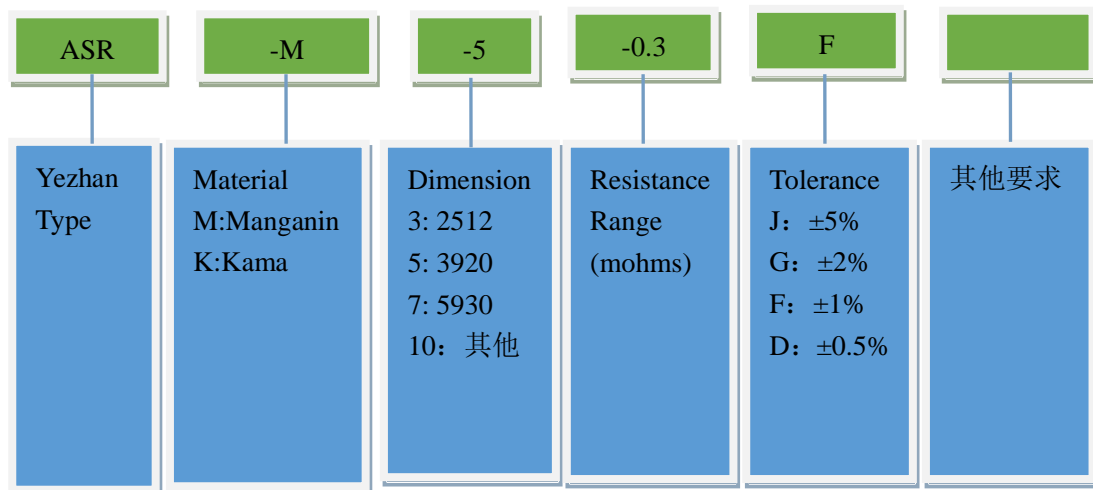 ASR
-M
-5
-0.3
F
Yezhan
Type
Material
M:Manganin
K:Kama
Dimension
3: 2512
5: 3920
7: 5930
10：其他
Resistance
Range
(mohms)
Tolerance
J：±5%
G：±2%
F：±1%
D：±0.5%
其他要求